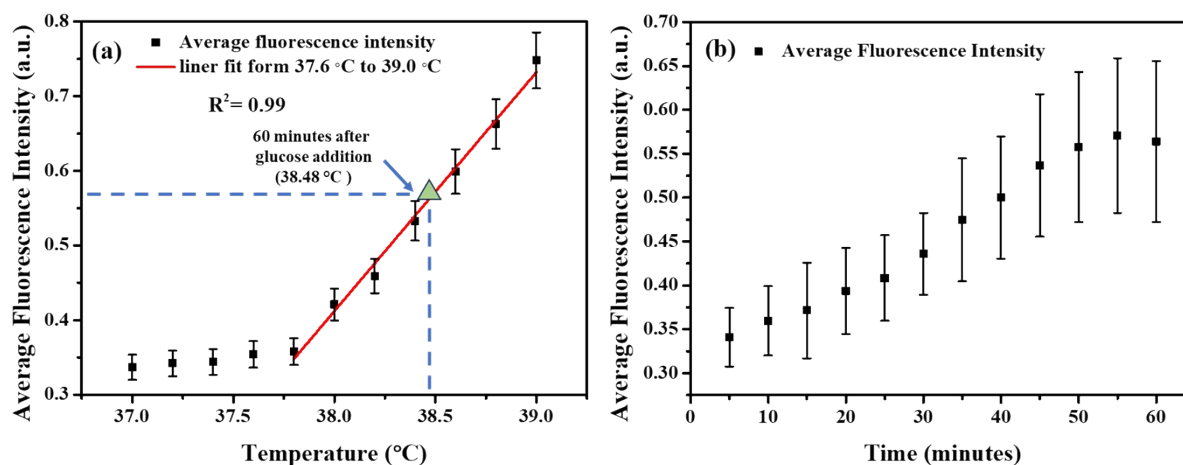 (a)
Average fluorescence intensity
liner fit form 37.6 °C to 39.0 °C
R²= 0.99
60 minutes after
glucose addition
(38.48 °C )
Average Fluorescence Intensity (a.u.)
0.8
0.7
0.6
0.5
0.4
0.3
37.0 37.5 38.0 38.5 39.0
Temperature (°C)
(b)
Average Fluorescence Intensity
Average Fluorescence Intensity (a.u.)
0.70
0.65
0.60
0.55
0.50
0.45
0.40
0.35
0.30
0 10 20 30 40 50 60
Time (minutes)